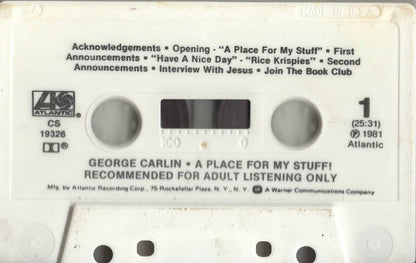 MADE IN U.S.A.
Acknowledgements • Opening - "A Place For My Stuff" • First
Announcements • "Have A Nice Day" - "Rice Krispies" • Second
Announcements • Interview With Jesus • Join The Book Club
ATLANTIC
CS
19326
100 0
1
(25:31)
℗ 1981
Atlantic
GEORGE CARLIN • A PLACE FOR MY STUFF!
RECOMMENDED FOR ADULT LISTENING ONLY
Mfg. by Atlantic Recording Corp., 75 Rockefeller Plaza, N.Y., N.Y. A Warner Communications Company